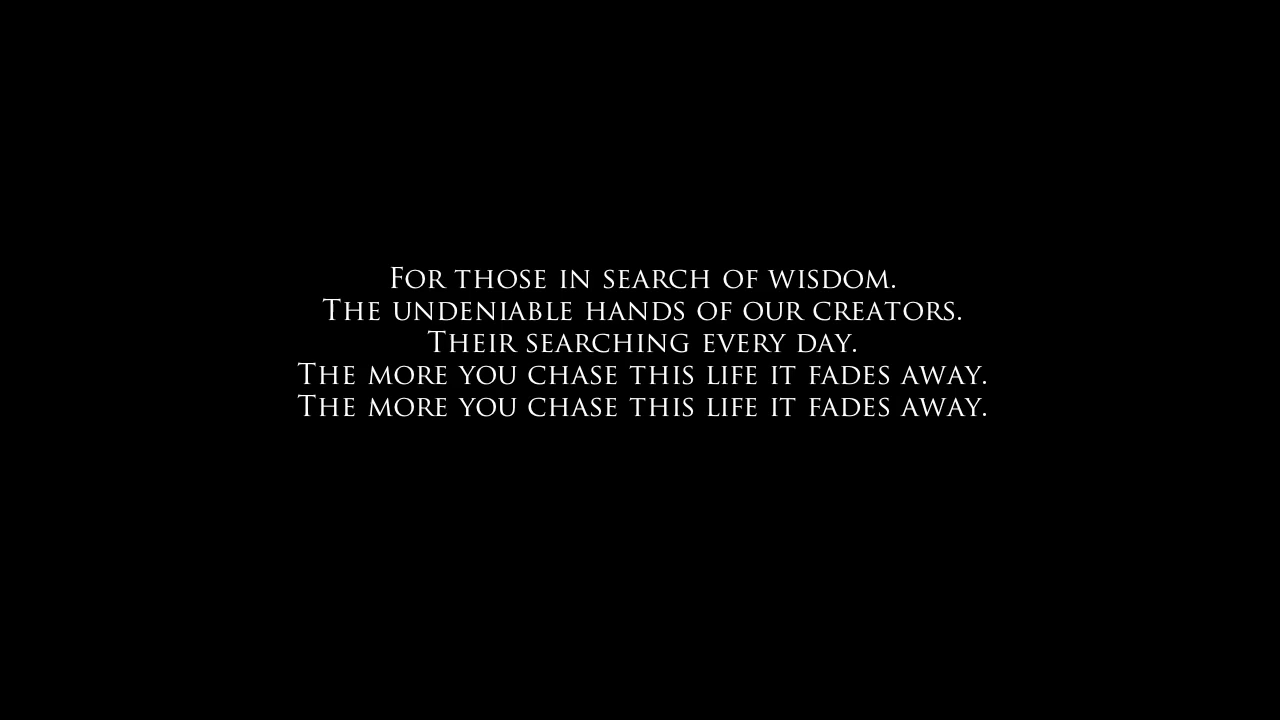 For those in search of wisdom.
The undeniable hands of our creators.
Their searching every day.
The more you chase this life it fades away.
The more you chase this life it fades away.